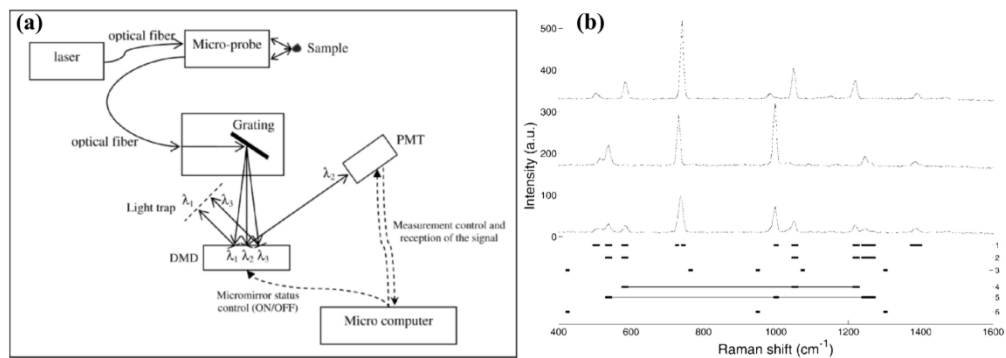 (a)
optical fiber
laser
Micro-probe
Sample
optical fiber
Grating
PMT
λ2
λ1
λ3
Light trap
Measurement control and
reception of the signal
DMD
λ1 λ2 λ3
Micromirror status
control (ON/OFF)
Micro computer
(b)
Intensity (a.u.)
500
400
300
200
100
0
1
2
3
4
5
6
400 600 800 1000 1200 1400 1600
Raman shift (cm⁻¹)